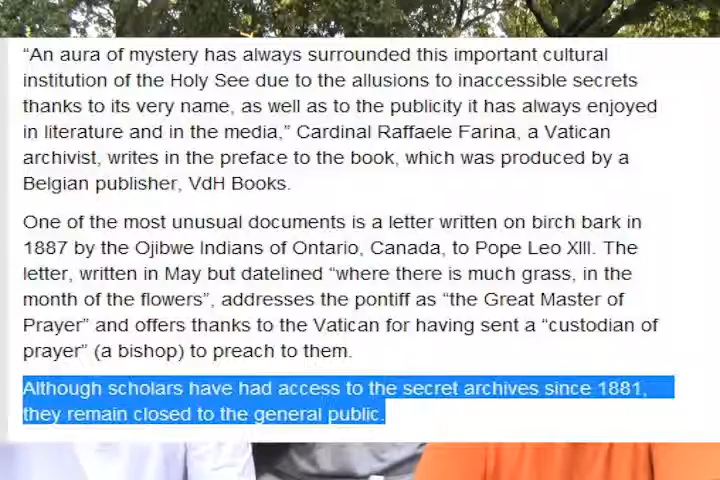 “An aura of mystery has always surrounded this important cultural
institution of the Holy See due to the allusions to inaccessible secrets
thanks to its very name, as well as to the publicity it has always enjoyed
in literature and in the media,” Cardinal Raffaele Farina, a Vatican
archivist, writes in the preface to the book, which was produced by a
Belgian publisher, VdH Books.
One of the most unusual documents is a letter written on birch bark in
1887 by the Ojibwe Indians of Ontario, Canada, to Pope Leo XIII. The
letter, written in May but datelined “where there is much grass, in the
month of the flowers”, addresses the pontiff as “the Great Master of
Prayer” and offers thanks to the Vatican for having sent a “custodian of
prayer” (a bishop) to preach to them.
Although scholars have had access to the secret archives since 1881,
they remain closed to the general public.